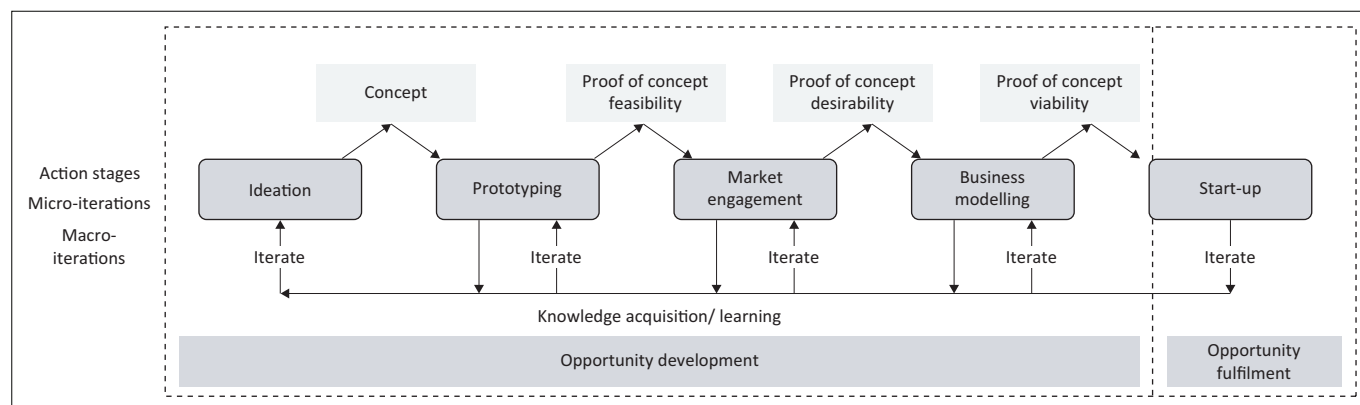 Concept
Proof of concept
feasibility
Proof of concept
desirability
Proof of concept
viability
Action stages
Micro-iterations
Macro-
iterations
Ideation
Prototyping
Market
engagement
Business
modelling
Start-up
Iterate
Iterate
Iterate
Iterate
Iterate
Knowledge acquisition/ learning
Opportunity development
Opportunity
fulfilment